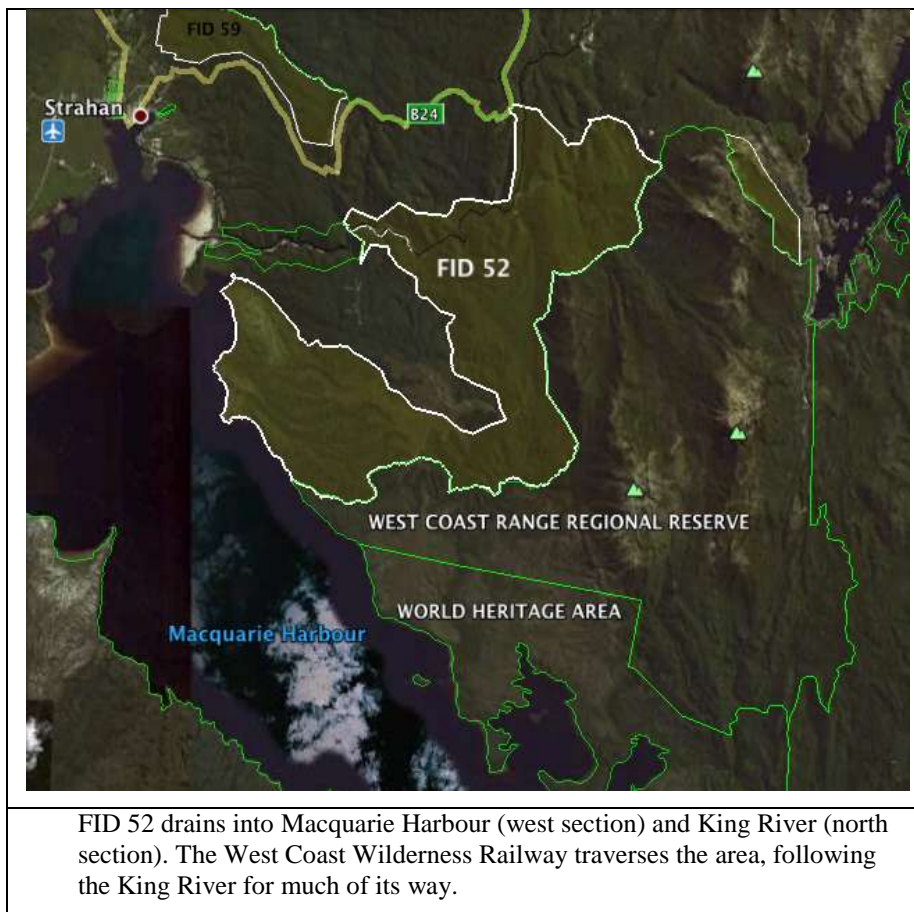 FID 59
Strahan
B24
FID 52
WEST COAST RANGE REGIONAL RESERVE
WORLD HERITAGE AREA
Macquarie Harbour
FID 52 drains into Macquarie Harbour (west section) and King River (north
section). The West Coast Wilderness Railway traverses the area, following
the King River for much of its way.